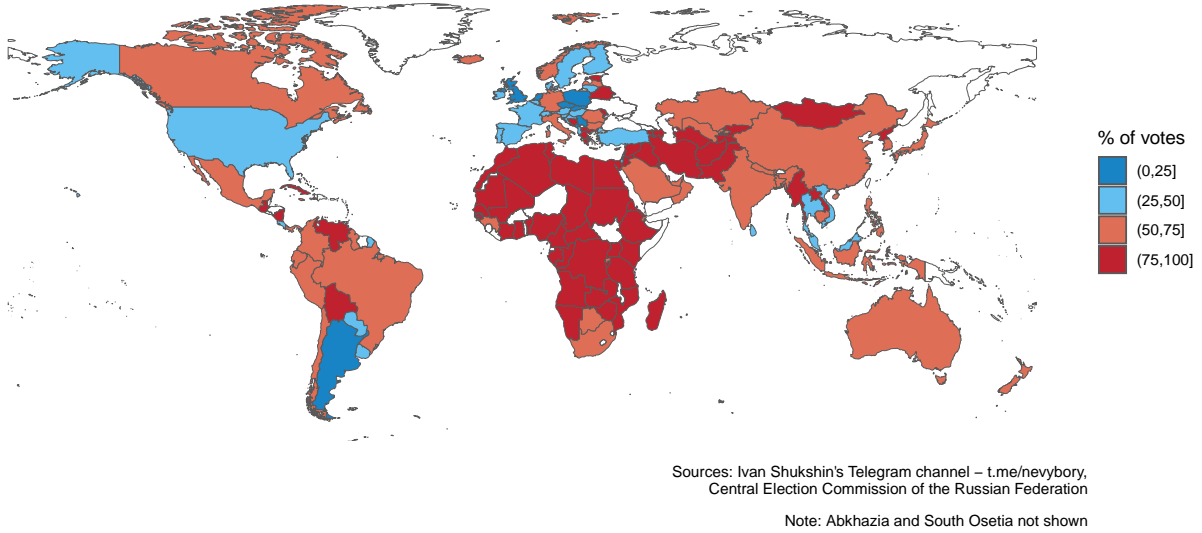 % of votes
(0,25]
(25,50]
(50,75]
(75,100]
Sources: Ivan Shukshin's Telegram channel – t.me/nevybory,
Central Election Commission of the Russian Federation
Note: Abkhazia and South Osetia not shown